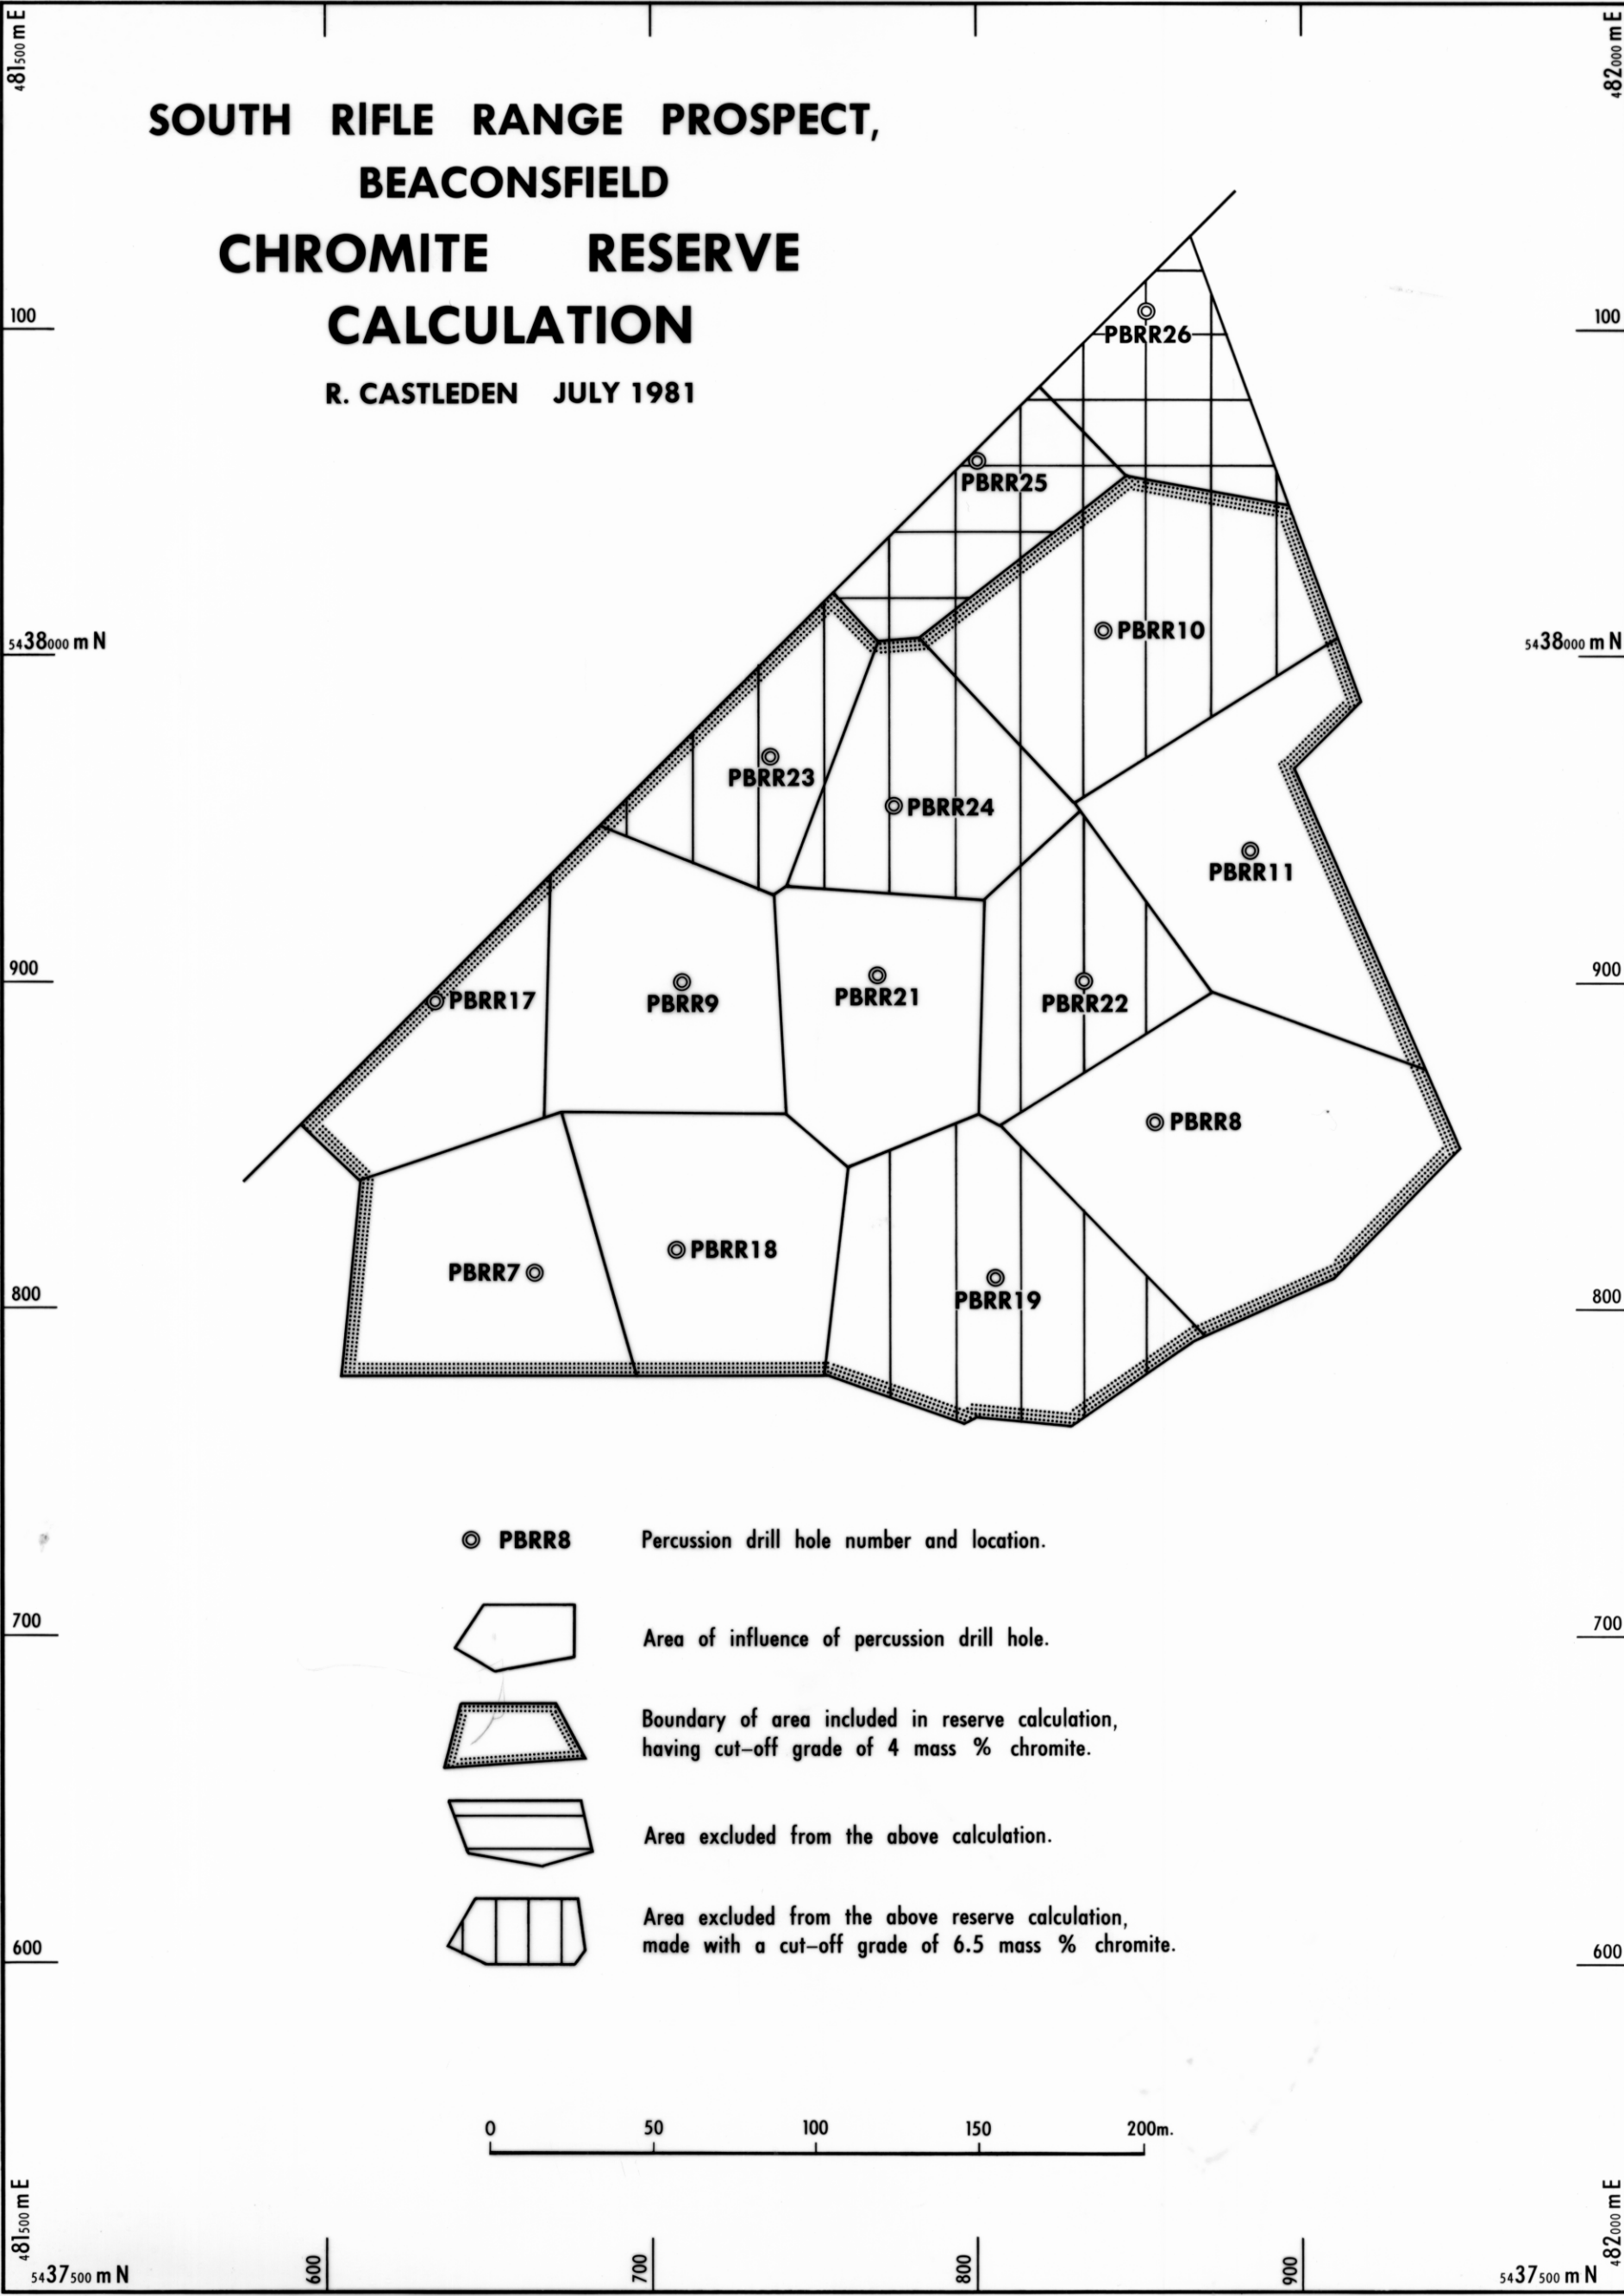 481500 m E
482000 m E
SOUTH RIFLE RANGE PROSPECT,
BEACONSFIELD
CHROMITE RESERVE
CALCULATION
R. CASTLEDEN JULY 1981
100
100
PBRR26
PBRR25
PBRR10
5438000 m N
5438000 m N
PBRR23
PBRR24
PBRR11
900
900
PBRR17
PBRR9
PBRR21
PBRR22
PBRR8
PBRR18
PBRR7
PBRR19
800
800
PBRR8 Percussion drill hole number and location.
700
700
Area of influence of percussion drill hole.
Boundary of area included in reserve calculation,
having cut-off grade of 4 mass % chromite.
Area excluded from the above calculation.
Area excluded from the above reserve calculation,
made with a cut-off grade of 6.5 mass % chromite.
600
600
0 50 100 150 200m.
481500 m E
482000 m E
600
700
800
900
5437500 m N
5437500 m N